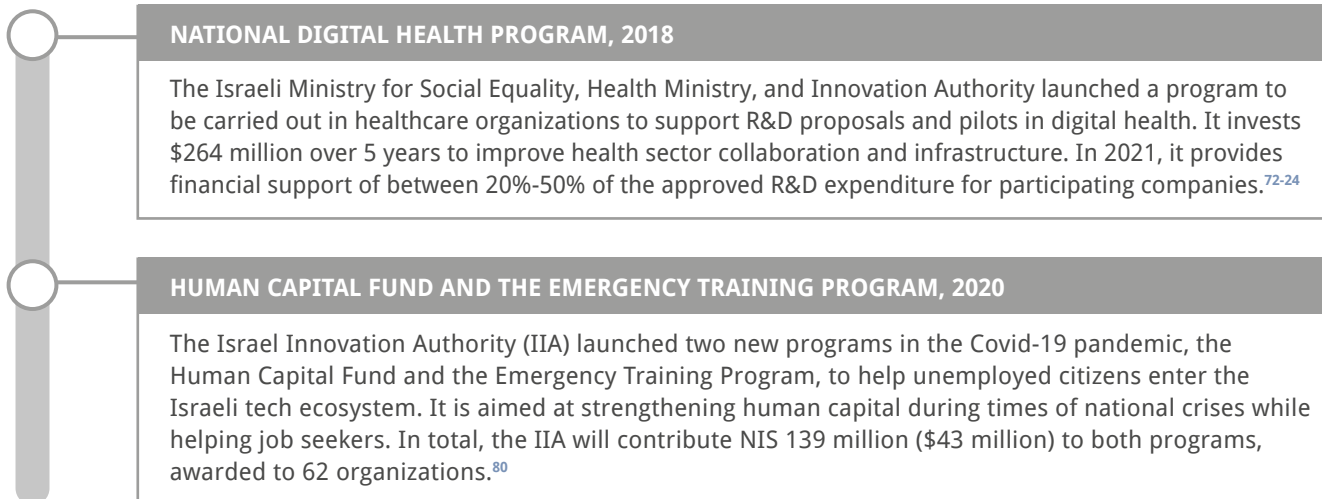 NATIONAL DIGITAL HEALTH PROGRAM, 2018
The Israeli Ministry for Social Equality, Health Ministry, and Innovation Authority launched a program to
be carried out in healthcare organizations to support R&D proposals and pilots in digital health. It invests
$264 million over 5 years to improve health sector collaboration and infrastructure. In 2021, it provides
financial support of between 20%-50% of the approved R&D expenditure for participating companies.72-24
HUMAN CAPITAL FUND AND THE EMERGENCY TRAINING PROGRAM, 2020
The Israel Innovation Authority (IIA) launched two new programs in the Covid-19 pandemic, the
Human Capital Fund and the Emergency Training Program, to help unemployed citizens enter the
Israeli tech ecosystem. It is aimed at strengthening human capital during times of national crises while
helping job seekers. In total, the IIA will contribute NIS 139 million ($43 million) to both programs,
awarded to 62 organizations.80